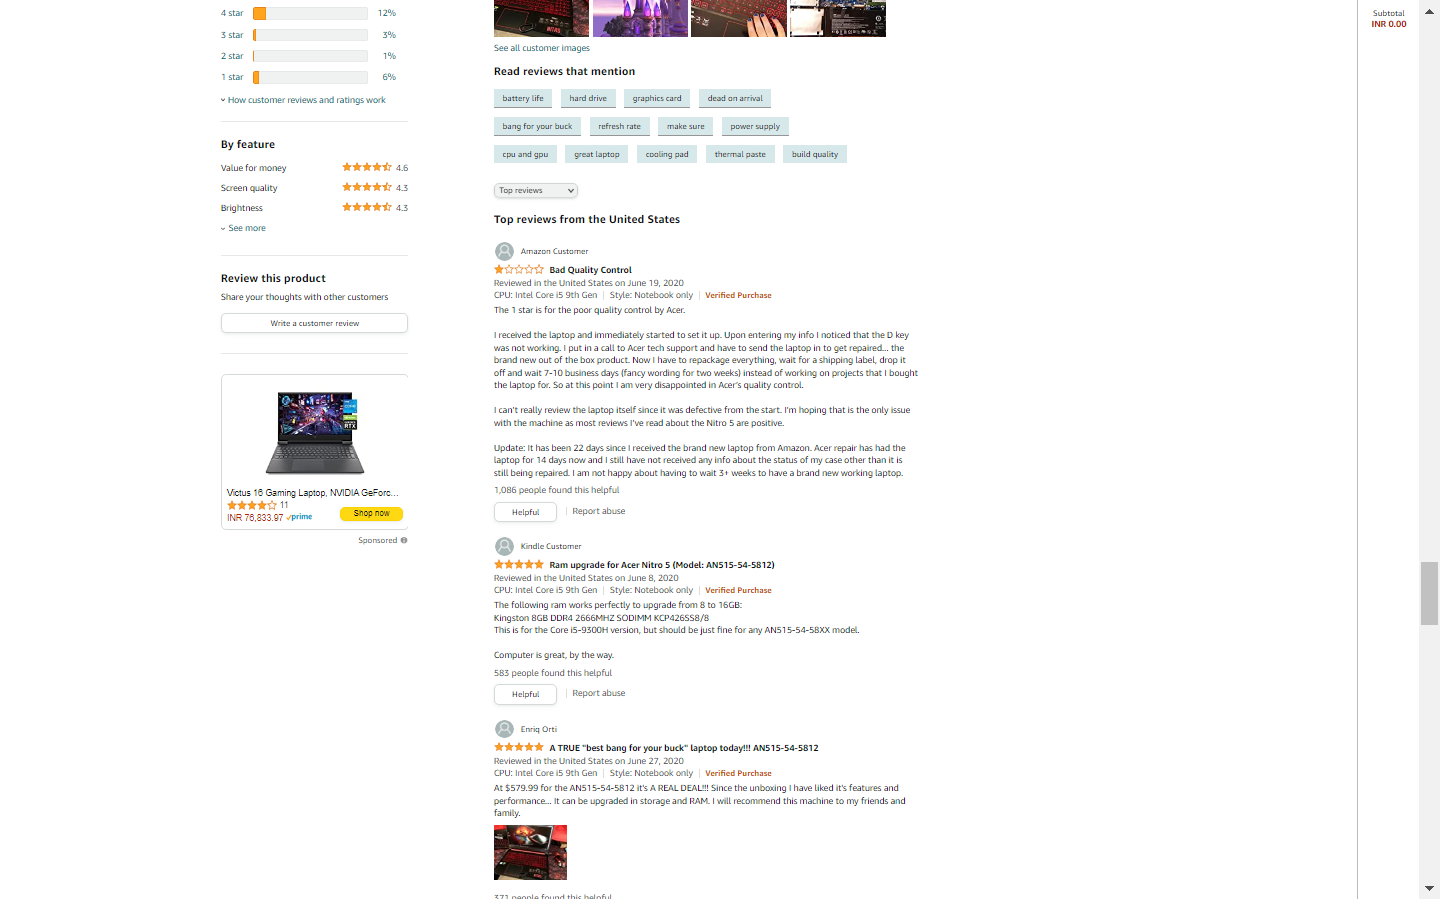 4 star 12%
3 star 3%
2 star 1%
1 star 6%
How customer reviews and ratings work
By feature
Value for money 4.6
Screen quality 4.3
Brightness 4.3
See more
Review this product
Share your thoughts with other customers
Write a customer review
Victus 16 Gaming Laptop, NVIDIA GeForc...
11
INR 76,833.97 prime
Shop now
Sponsored
See all customer images
Read reviews that mention
battery life hard drive graphics card dead on arrival
bang for your buck refresh rate make sure power supply
cpu and gpu great laptop cooling pad thermal paste build quality
Top reviews
Top reviews from the United States
Amazon Customer
Bad Quality Control
Reviewed in the United States on June 19, 2020
CPU: Intel Core i5 9th Gen | Style: Notebook only | Verified Purchase
The 1 star is for the poor quality control by Acer.
I received the laptop and immediately started to set it up. Upon entering my info I noticed that the D key
was not working. I put in a call to Acer tech support and have to send the laptop in to get repaired... the
brand new out of the box product. Now I have to repackage everything, wait for a shipping label, drop it
off and wait 7-10 business days (fancy wording for two weeks) instead of working on projects that I bought
the laptop for. So at this point I am very disappointed in Acer's quality control.
I can't really review the laptop itself since it was defective from the start. I'm hoping that is the only issue
with the machine as most reviews I've read about the Nitro 5 are positive.
Update: It has been 22 days since I received the brand new laptop from Amazon. Acer repair has had the
laptop for 14 days now and I still have not received any info about the status of my case other than it is
still being repaired. I am not happy about having to wait 3+ weeks to have a brand new working laptop.
1,086 people found this helpful
Helpful | Report abuse
Kindle Customer
Ram upgrade for Acer Nitro 5 (Model: AN515-54-5812)
Reviewed in the United States on June 8, 2020
CPU: Intel Core i5 9th Gen | Style: Notebook only | Verified Purchase
The following ram works perfectly to upgrade from 8 to 16GB:
Kingston 8GB DDR4 2666MHZ SODIMM KCP426SS8/8
This is for the Core i5-9300H version, but should be just fine for any AN515-54-58XX model.
Computer is great, by the way.
583 people found this helpful
Helpful | Report abuse
Enriq Orti
A TRUE "best bang for your buck" laptop today!!! AN515-54-5812
Reviewed in the United States on June 27, 2020
CPU: Intel Core i5 9th Gen | Style: Notebook only | Verified Purchase
At $579.99 for the AN515-54-5812 it's A REAL DEAL!!! Since the unboxing I have liked it's features and
performance... It can be upgraded in storage and RAM. I will recommend this machine to my friends and
family.
371 people found this helpful
Subtotal
INR 0.00